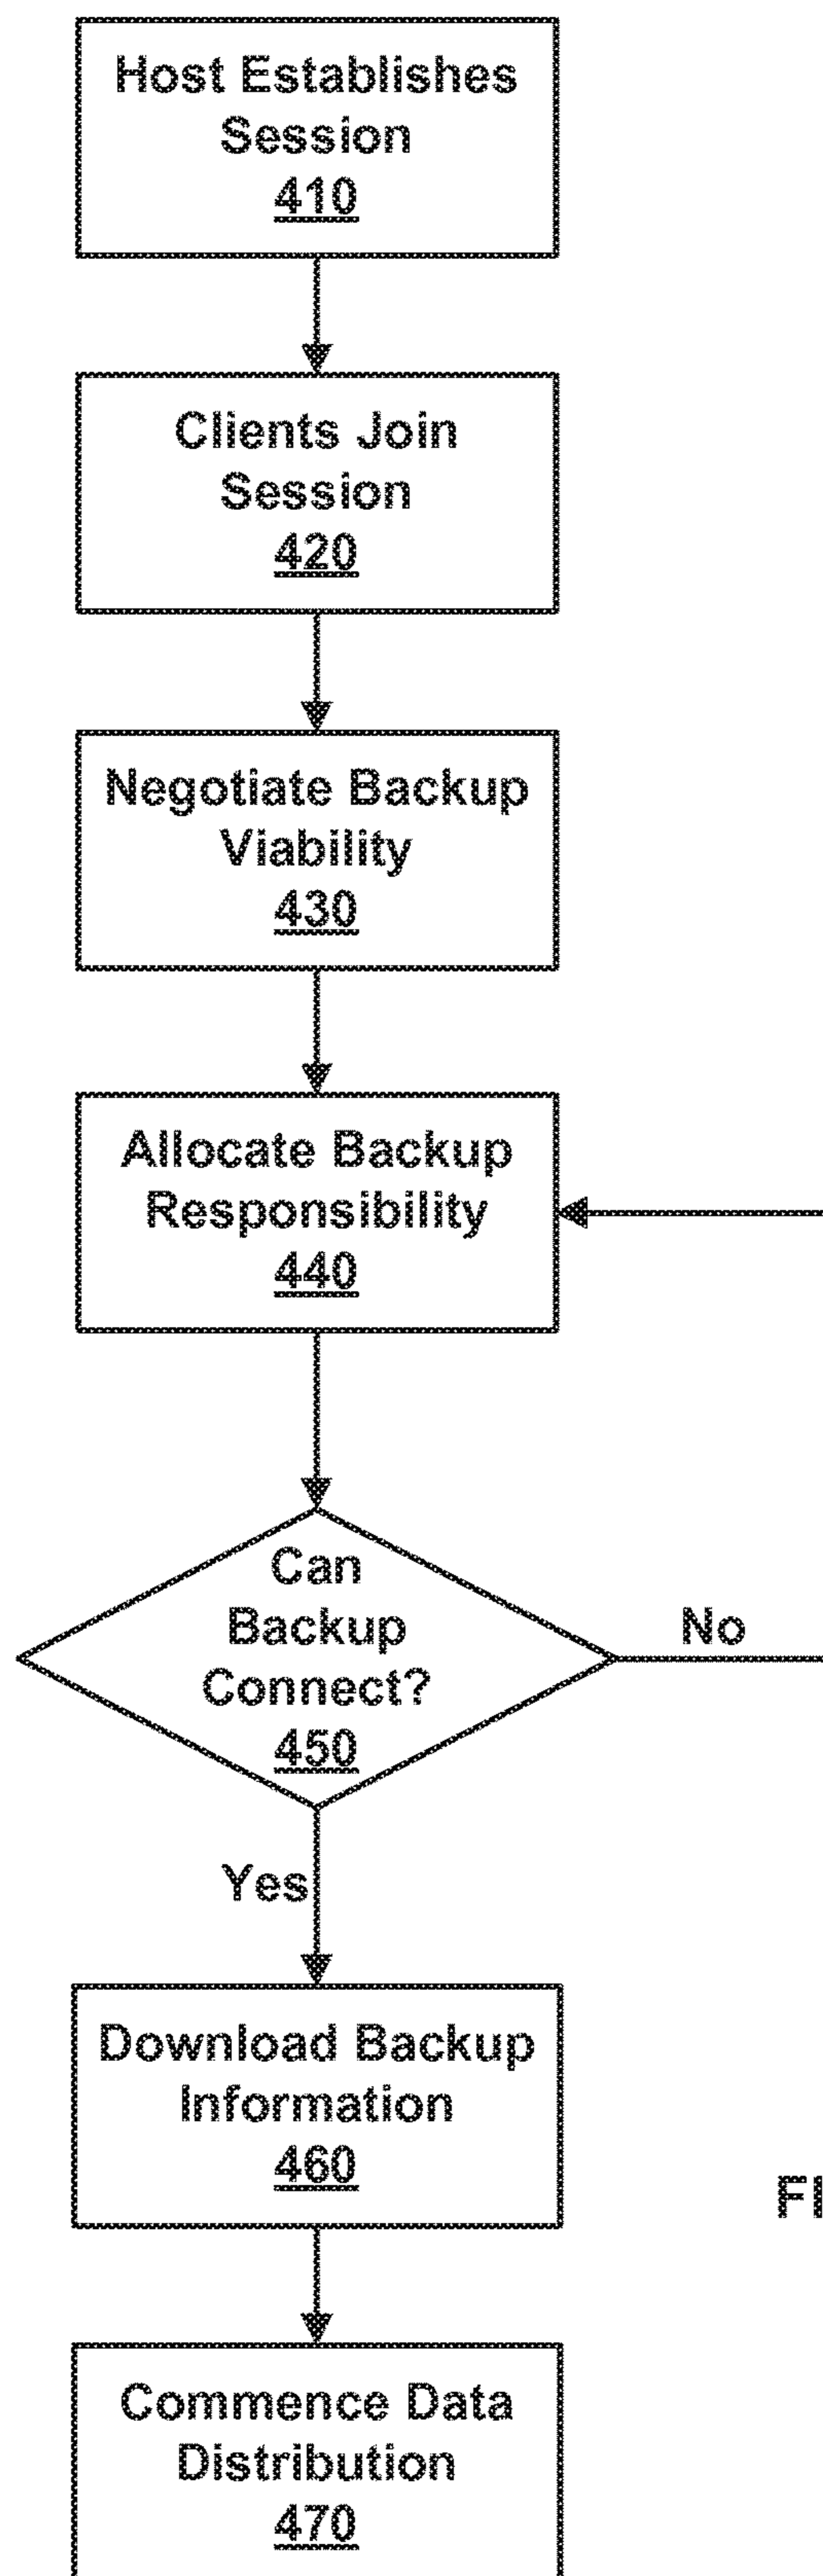 Host Establishes
Session
410
Clients Join
Session
420
Negotiate Backup
Viability
430
Allocate Backup
Responsibility
440
Can
Backup
Connect?
450
No
Yes
Download Backup
Information
460
FI
Commence Data
Distribution
470